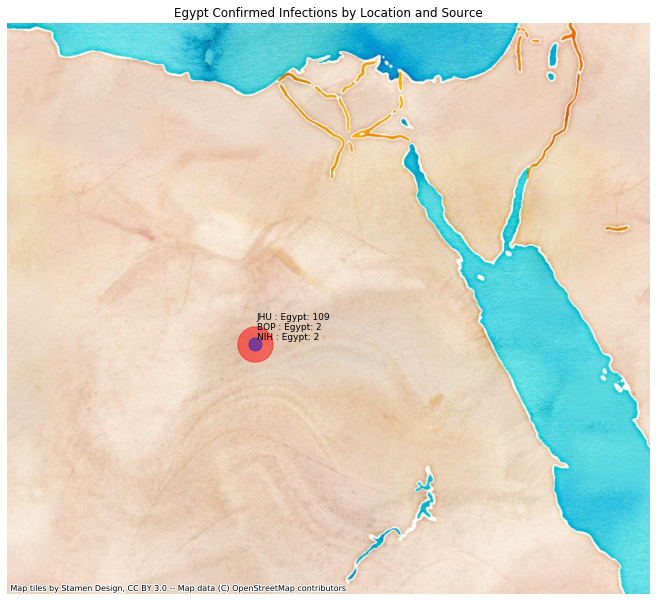 Egypt Confirmed Infections by Location and Source
JHU : Egypt: 109
BOP : Egypt: 2
NIH : Egypt: 2
Map tiles by Stamen Design, CC BY 3.0 -- Map data (C) OpenStreetMap contributors